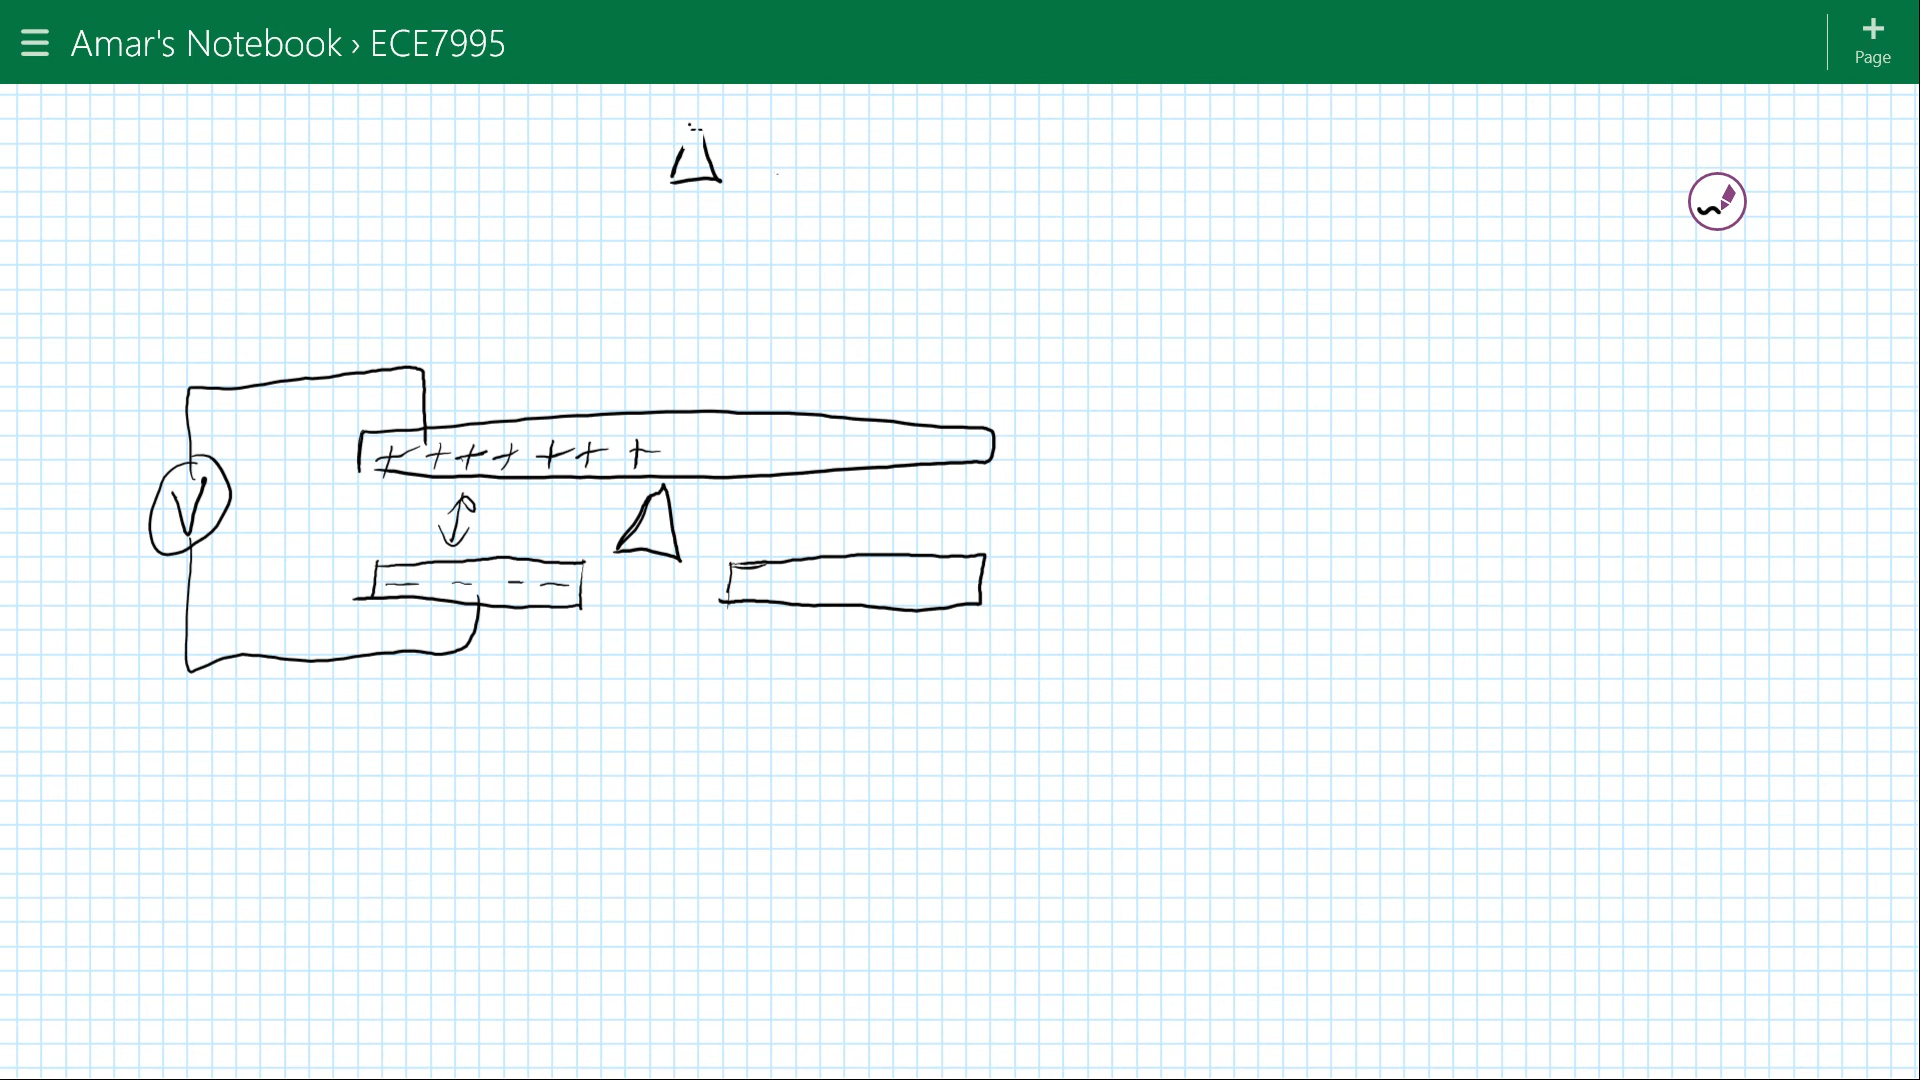 Amar's Notebook › ECE7995
Page
+ + + + + + +
V
- - - -